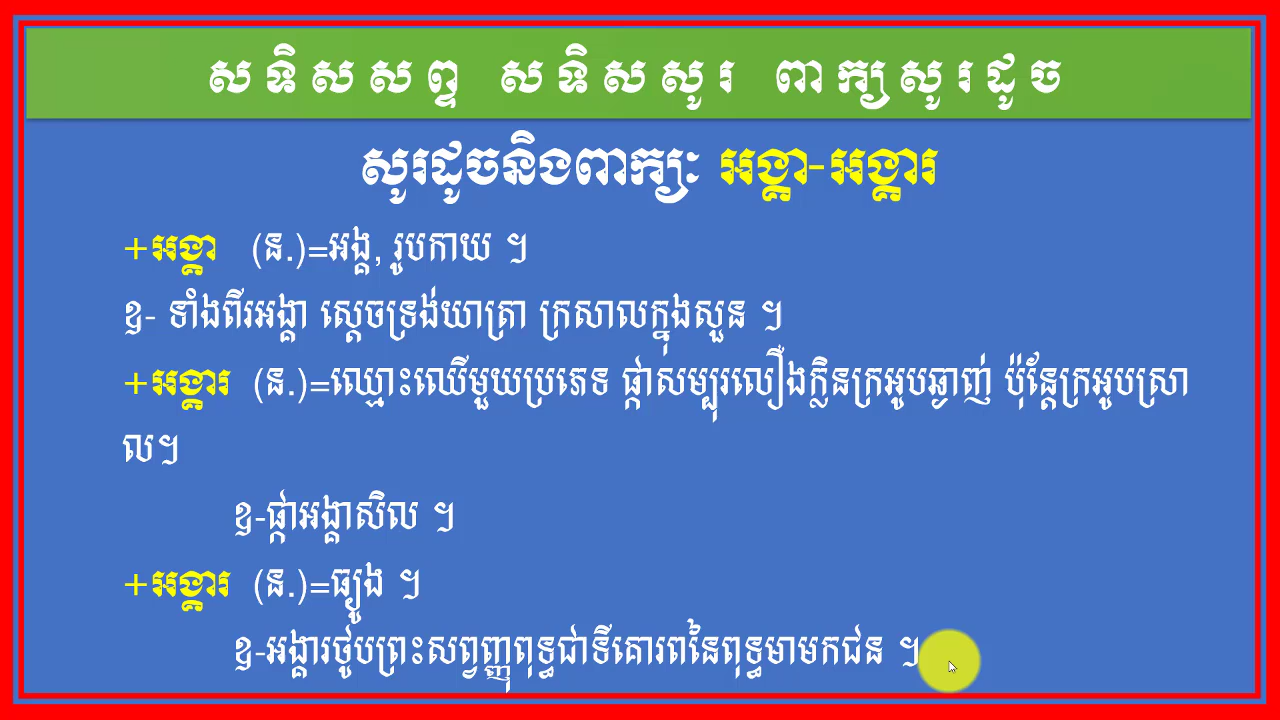 សទិសសព្ទ សទិសសូរ ពាក្យសូរដូច
សូរដូចនិងពាក្យៈ អង្គា-អង្គារ
+អង្គា (ន.)=អង្គ, រូបកាយ ។
ឧ- ទាំងពីរអង្គា ស្ដេចទ្រង់យាត្រា ក្រសាលក្នុងសួន ។
+អង្គារ (ន.)=ឈ្មោះឈើមួយប្រភេទ ផ្កាសម្បុរលឿងក្លិនក្រអូបឆ្ងាញ់ ប៉ុន្តែក្រអូបស្រា
ល។
ឧ-ផ្កាអង្គាសិល ។
+អង្គារ (ន.)=ធ្យូង ។
ឧ-អង្គារថូបព្រះសព្វញ្ញុពុទ្ធជាទីគោរពនៃពុទ្ធមាមកជន ។